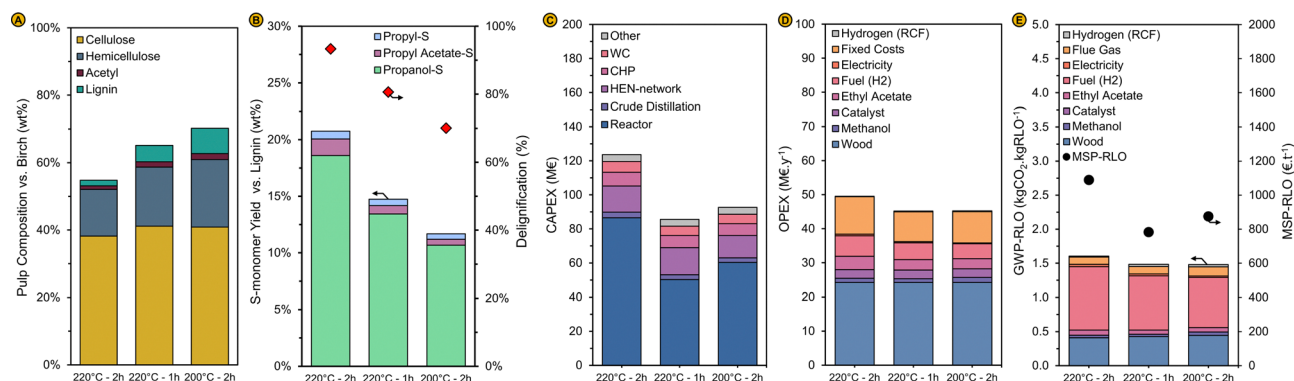 A
Pulp Composition vs. Birch (wt%)
100%
80%
60%
40%
20%
0%
Cellulose
Hemicellulose
Acetyl
Lignin
220°C - 2h
220°C - 1h
200°C - 2h
B
S-monomer Yield vs. Lignin (wt%)
30%
25%
20%
15%
10%
5%
0%
Propyl-S
Propyl Acetate-S
Propanol-S
100%
80%
60%
40%
20%
0%
Delignification (%)
220°C - 2h
220°C - 1h
200°C - 2h
C
CAPEX (M€)
200
180
160
140
120
100
80
60
40
20
0
Other
WC
CHP
HEN-network
Crude Distillation
Reactor
220°C - 2h
220°C - 1h
200°C - 2h
D
OPEX (M€.y⁻¹)
100
90
80
70
60
50
40
30
20
10
0
Hydrogen (RCF)
Fixed Costs
Electricity
Fuel (H2)
Ethyl Acetate
Catalyst
Methanol
Wood
220°C - 2h
220°C - 1h
200°C - 2h
E
GWP-RLO (kgCO₂.kgRLO⁻¹)
5.0
4.5
4.0
3.5
3.0
2.5
2.0
1.5
1.0
0.5
0.0
Hydrogen (RCF)
Flue Gas
Electricity
Fuel (H2)
Ethyl Acetate
Catalyst
Methanol
Wood
MSP-RLO
2000
1800
1600
1400
1200
1000
800
600
400
200
0
MSP-RLO (€.t⁻¹)
220°C - 2h
220°C - 1h
200°C - 2h